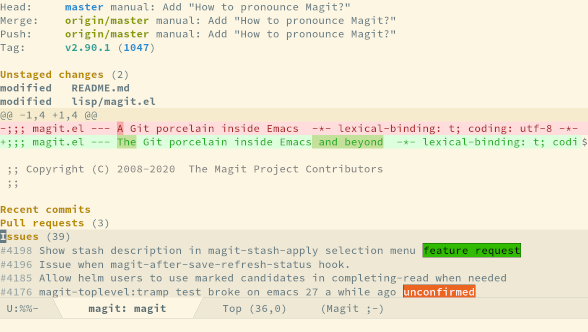 Head: master manual: Add "How to pronounce Magit?"
Merge: origin/master manual: Add "How to pronounce Magit?"
Push: origin/master manual: Add "How to pronounce Magit?"
Tag: v2.90.1 (1047)
Unstaged changes (2)
modified README.md
modified lisp/magit.el
@@ -1,4 +1,4 @@
-;;; magit.el --- A Git porcelain inside Emacs -*- lexical-binding: t; coding: utf-8 -*-
+;;; magit.el --- The Git porcelain inside Emacs and beyond -*- lexical-binding: t; codi$
;; Copyright (C) 2008-2020 The Magit Project Contributors
;;
Recent commits
Pull requests (3)
Issues (39)
#4198 Show stash description in magit-stash-apply selection menu feature request
#4196 Issue when magit-after-save-refresh-status hook.
#4185 Allow helm users to use marked candidates in completing-read when needed
#4176 magit-toplevel:tramp test broke on emacs 27 a while ago unconfirmed
U:%%- magit: magit Top (36,0) (Magit ;-)